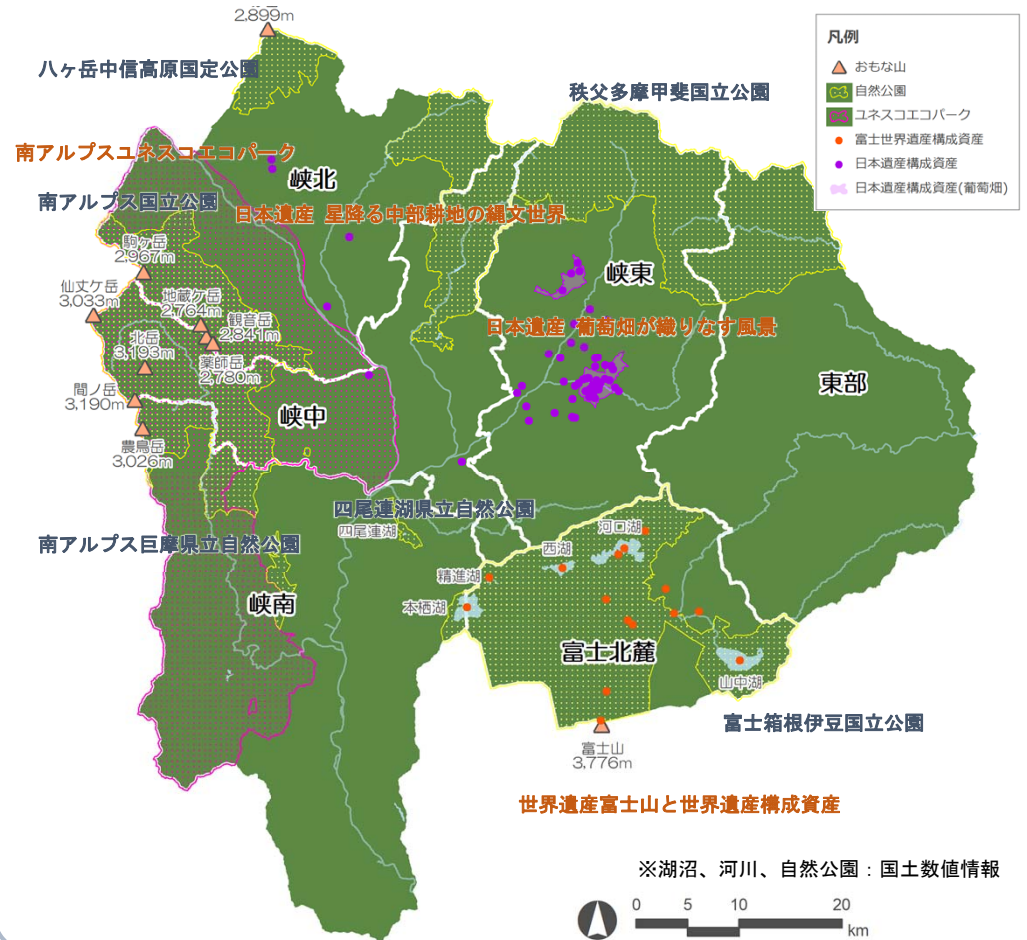 2,899m
八ヶ岳中信高原国定公園
秩父多摩甲斐国立公園
凡例
おもな山
自然公園
ユネスコエコパーク
富士世界遺産構成資産
日本遺産構成資産
日本遺産構成資産(葡萄畑)
南アルプスユネスコエコパーク
峡北
南アルプス国立公園
日本遺産 星降る中部耕地の縄文世界
駒ヶ岳
2,967m
仙丈ケ岳
3,033m
地蔵ケ岳
2,764m
観音岳
2,841m
北岳
3,193m
薬師岳
2,780m
間ノ岳
3,190m
農鳥岳
3,026m
峡東
日本遺産 葡萄畑が織りなす風景
東部
峡中
四尾連湖県立自然公園
四尾連湖
南アルプス巨摩県立自然公園
河口湖
西湖
精進湖
本栖湖
峡南
富士北麓
山中湖
富士箱根伊豆国立公園
富士山
3,776m
世界遺産富士山と世界遺産構成資産
※湖沼、河川、自然公園：国土数値情報
0 5 10 20
km